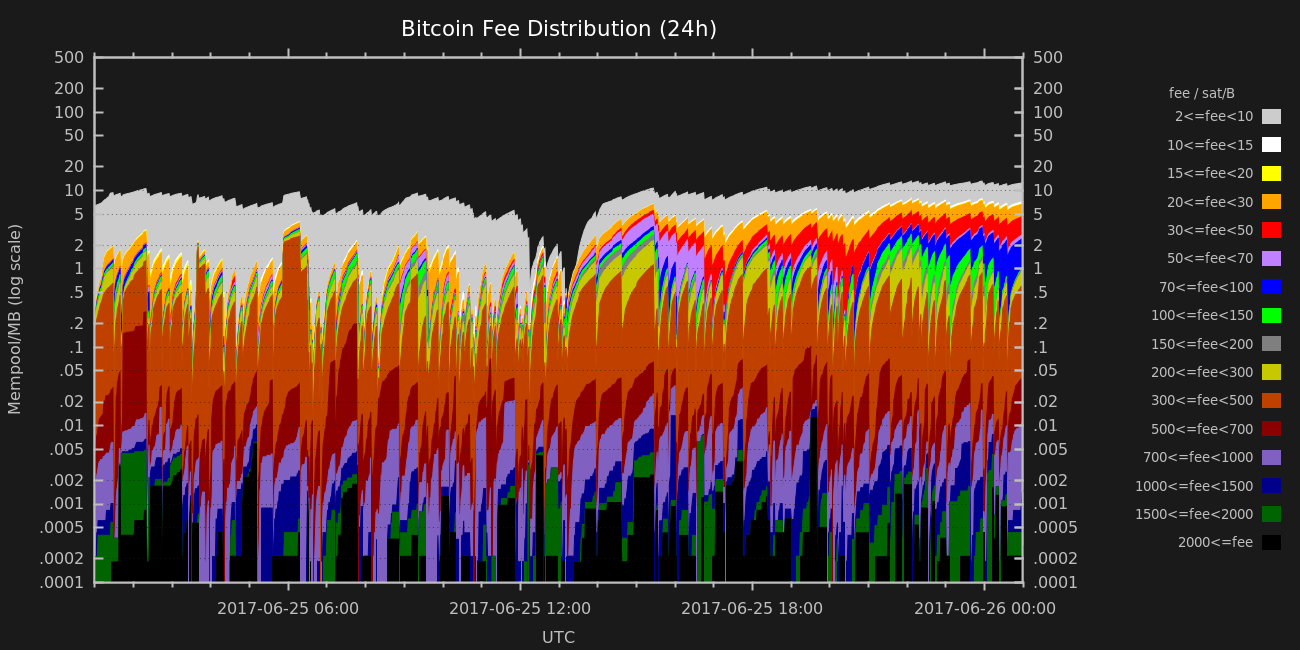 Bitcoin Fee Distribution (24h)
500 500
200 200
100 100
50 50
20 20
10 10
5 5
2 2
1 1
.5 .5
.2 .2
.1 .1
.05 .05
.02 .02
.01 .01
.005 .005
.002 .002
.001 .001
.0005 .0005
.0002 .0002
.0001 .0001
Mempool/MB (log scale)
2017-06-25 06:00 2017-06-25 12:00 2017-06-25 18:00 2017-06-26 00:00
UTC
fee / sat/B
2<=fee<10
10<=fee<15
15<=fee<20
20<=fee<30
30<=fee<50
50<=fee<70
70<=fee<100
100<=fee<150
150<=fee<200
200<=fee<300
300<=fee<500
500<=fee<700
700<=fee<1000
1000<=fee<1500
1500<=fee<2000
2000<=fee